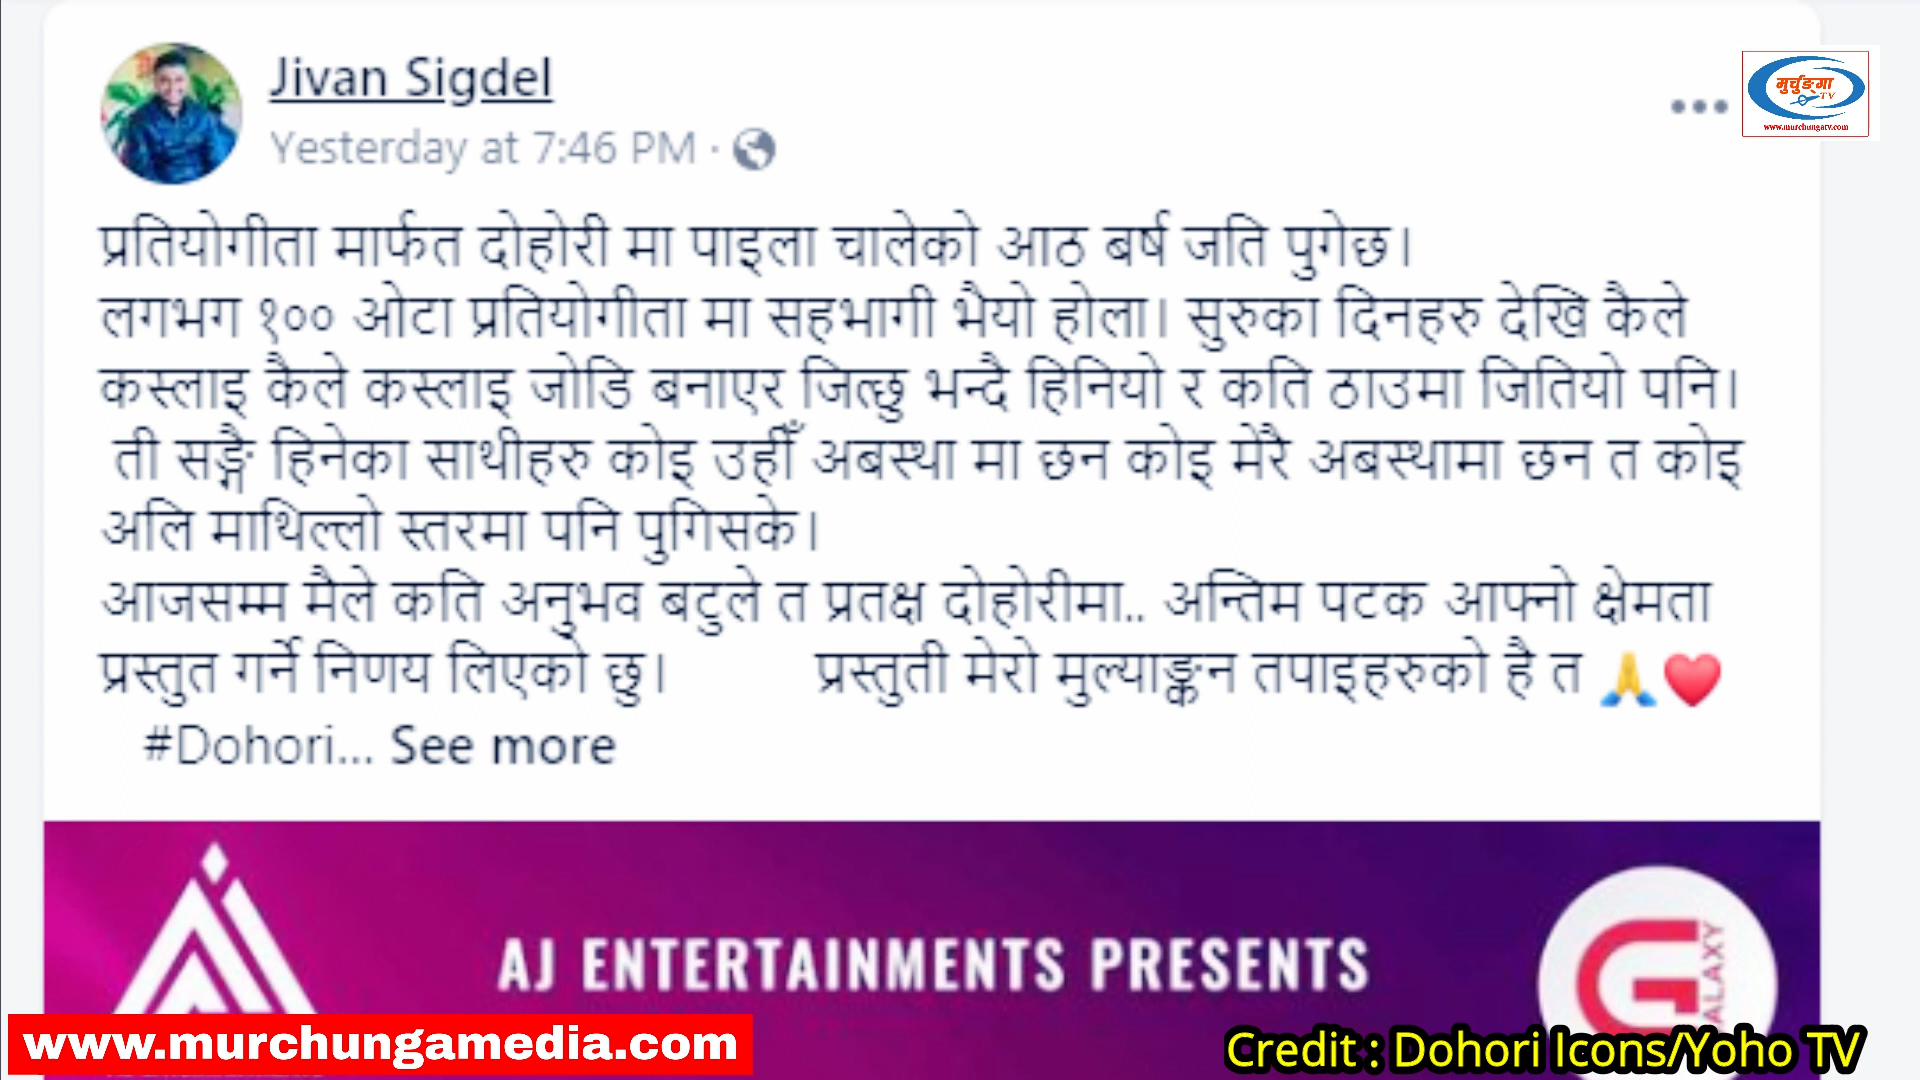 Jivan Sigdel
Yesterday at 7:46 PM ·
मुर्चुङ्गा
TV
www.murchungatv.com
प्रतियोगीता मार्फत दोहोरी मा पाइला चालेको आठ बर्ष जति पुगेछ।
लगभग १०० ओटा प्रतियोगीता मा सहभागी भैयो होला। सुरुका दिनहरु देखि कैले
कस्लाइ कैले कस्लाइ जोडि बनाएर जित्छु भन्दै हिनियो र कति ठाउमा जितियो पनि।
ती सङ्गै हिनेका साथीहरु कोइ उहीँ अबस्था मा छन कोइ मेरै अबस्थामा छन त कोइ
अलि माथिल्लो स्तरमा पनि पुगिसके।
आजसम्म मैले कति अनुभव बटुले त प्रतक्ष दोहोरीमा.. अन्तिम पटक आफ्नो क्षेमता
प्रस्तुत गर्ने निणय लिएको छु। प्रस्तुती मेरो मुल्याङ्कन तपाइहरुको है त 🙏❤️
#Dohori... See more
AJ ENTERTAINMENTS PRESENTS
G
GALAXY
www.murchungamedia.com
Credit : Dohori Icons/Yoho TV